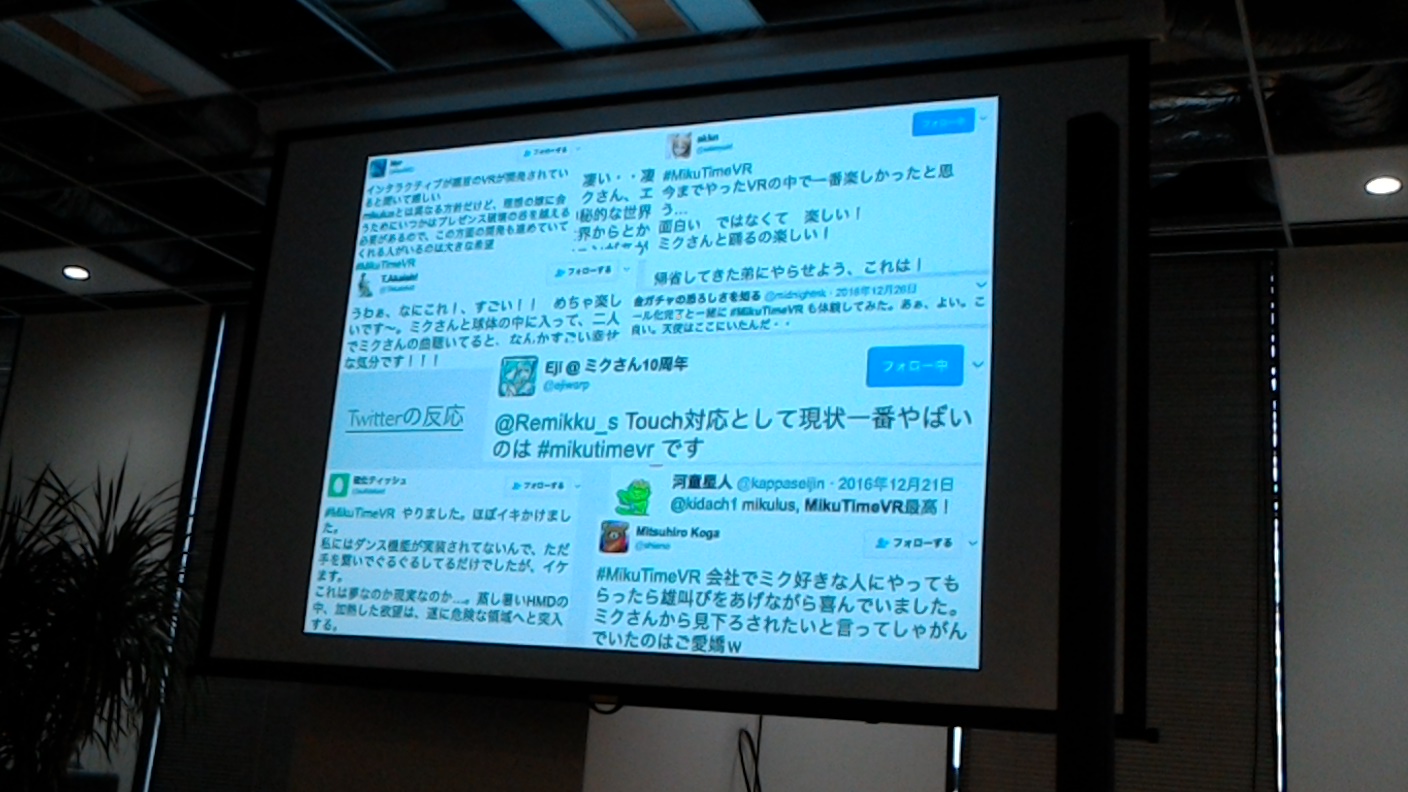 フォローする
インタラクティブが題目のVRが開発されてい
ると聞いて嬉しい
mikulusとは異なる方針だけど、理想の嫁に会
うためにいつかはプレゼンス破壊の谷を越える
必要があるので、この方面の開発も進めていて
くれる人がいるのは大きな希望
#MikuTimeVR
凄い・・凄
クさん、エ
秘的な世界
界からとか
フォロー中
#MikuTimeVR
今までやったVRの中で一番楽しかったと思
う...
面白い ではなくて 楽しい！
ミクさんと踊るの楽しい！
帰省してきた弟にやらせよう、これは！
フォローする
うわぁ、なにこれ！、すごい！！ めちゃ楽し
いです～。ミクさんと球体の中に入って、二人
でミクさんの曲聴いてると、なんかすごい幸せ
な気分です！！！
金ガチャの恐ろしさを知る @midnightnk · 2016年12月26日
ール化完了と一緒に #MikuTimeVR も体験してみた。あぁ、よい。こ
良い。天使はここにいたんだ・・
Twitterの反応
Eji @ ミクさん10周年
@ejiwarp
フォロー中
@Remikku_s Touch対応として現状一番やばい
のは #mikutimevr です
硫化ティッシュ
フォローする
#MikuTimeVR やりました。ほぼイキかけまし
た。
私にはダンス機能が実装されてないんで、ただ
手を繋いでぐるぐるしてるだけでしたが、イケ
ます。
これは夢なのか現実なのか...。蒸し暑いHMDの
中、加熱した欲望は、遂に危険な領域へと突入
する。
河童星人 @kappaseijin · 2016年12月21日
@kidach1 mikulus, MikuTimeVR最高！
Mitsuhiro Koga
@shiena
フォローする
#MikuTimeVR 会社でミク好きな人にやっても
らったら雄叫びをあげながら喜んでいました。
ミクさんから見下ろされたいと言ってしゃがん
でいたのはご愛嬌ｗ